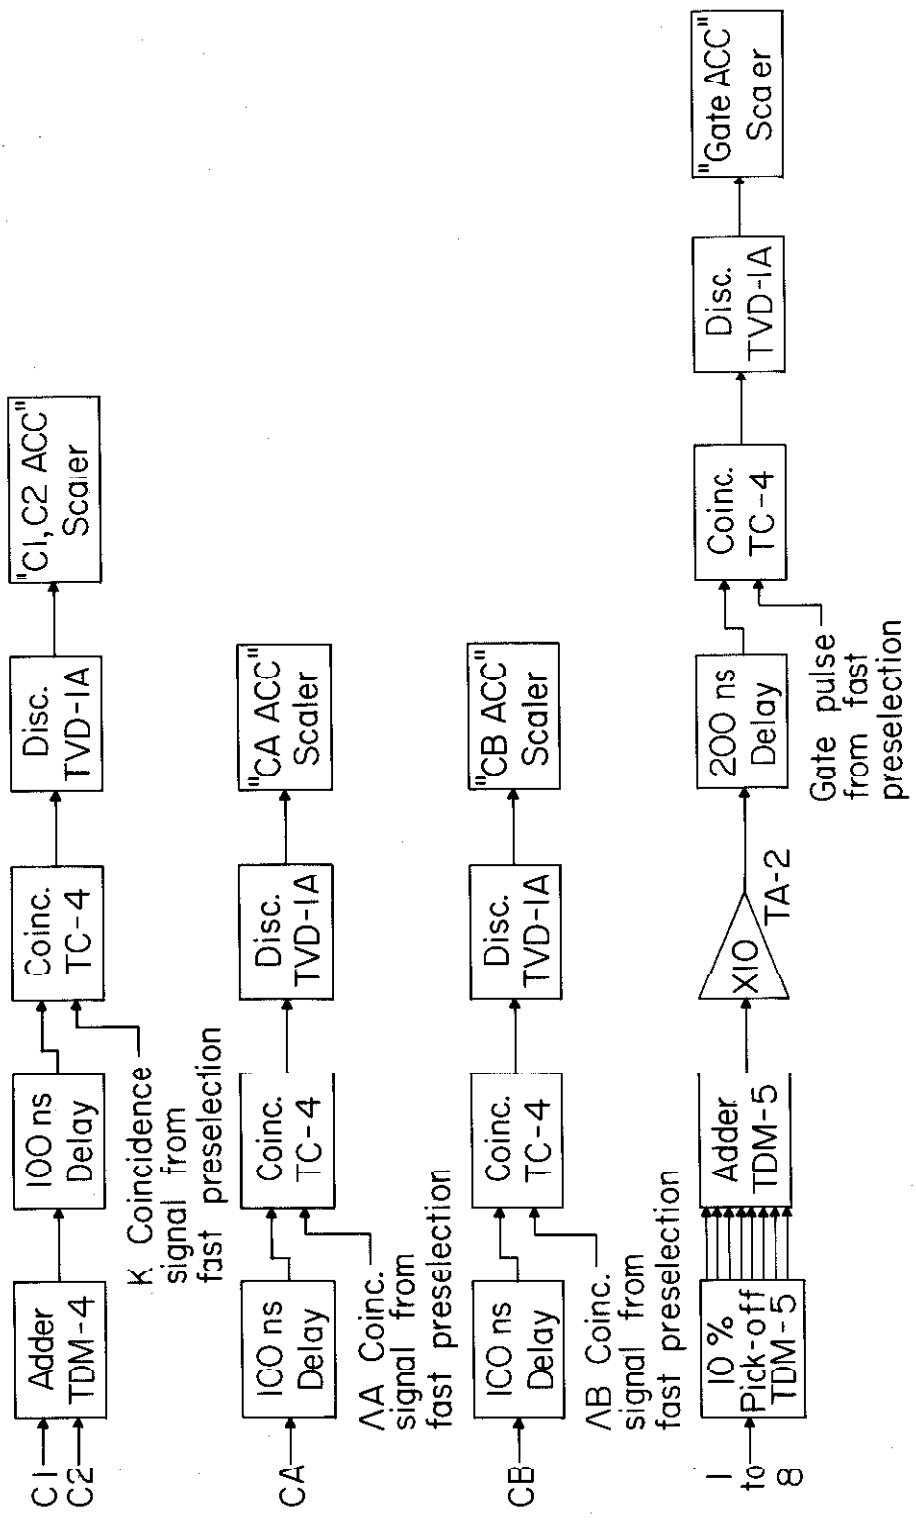 C1
C2
Adder
TDM-4
100 ns
Delay
K Coincidence
signal from
fast preselection
Coinc.
TC-4
Disc.
TVD-1A
"C1, C2 ACC"
Scaler
CA
100 ns
Delay
ΛA Coinc.
signal from
fast preselection
Coinc.
TC-4
Disc.
TVD-1A
"CA ACC"
Scaler
CB
100 ns
Delay
ΛB Coinc.
signal from
fast preselection
Coinc.
TC-4
Disc.
TVD-1A
"CB ACC"
Scaler
1
to
8
10 %
Pick-off
TDM-5
Adder
TDM-5
X10
TA-2
200 ns
Delay
Gate pulse
from fast
preselection
Coinc.
TC-4
Disc.
TVD-1A
"Gate ACC"
Scaler